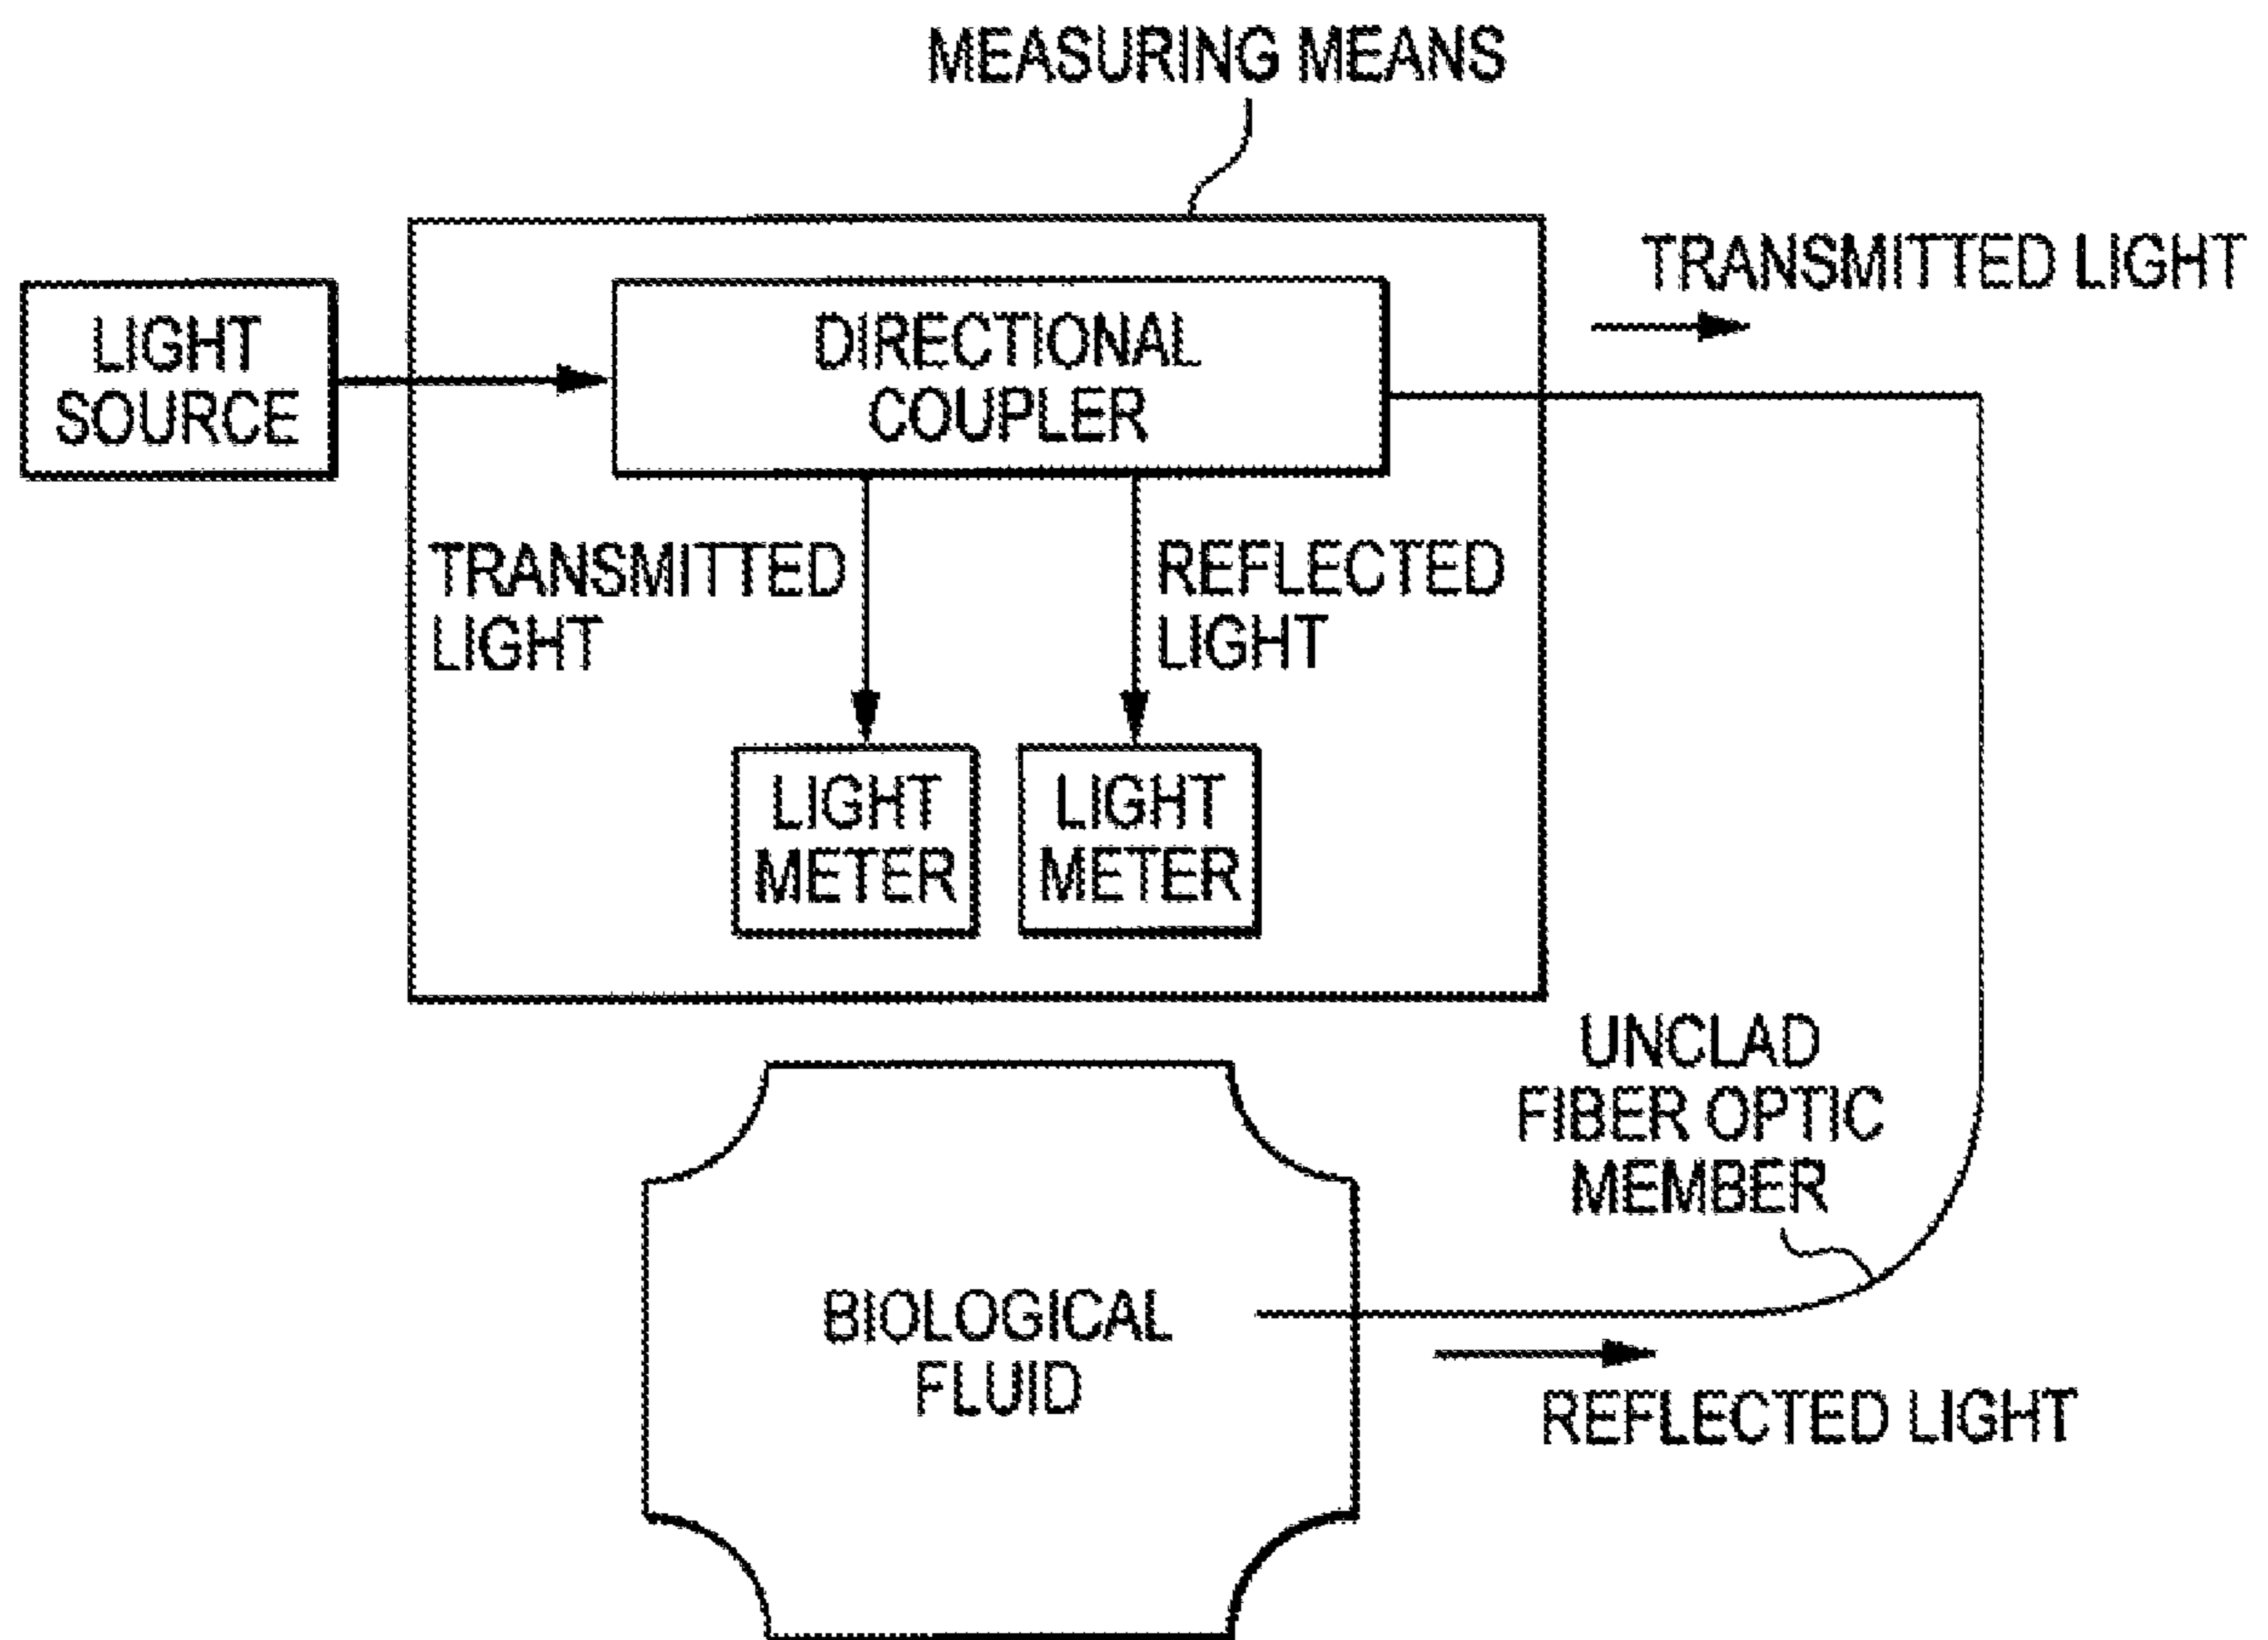 MEASURING MEANS
TRANSMITTED LIGHT
LIGHT
SOURCE
DIRECTIONAL
COUPLER
TRANSMITTED
LIGHT
REFLECTED
LIGHT
LIGHT
METER
LIGHT
METER
UNCLAD
FIBER OPTIC
MEMBER
BIOLOGICAL
FLUID
REFLECTED LIGHT